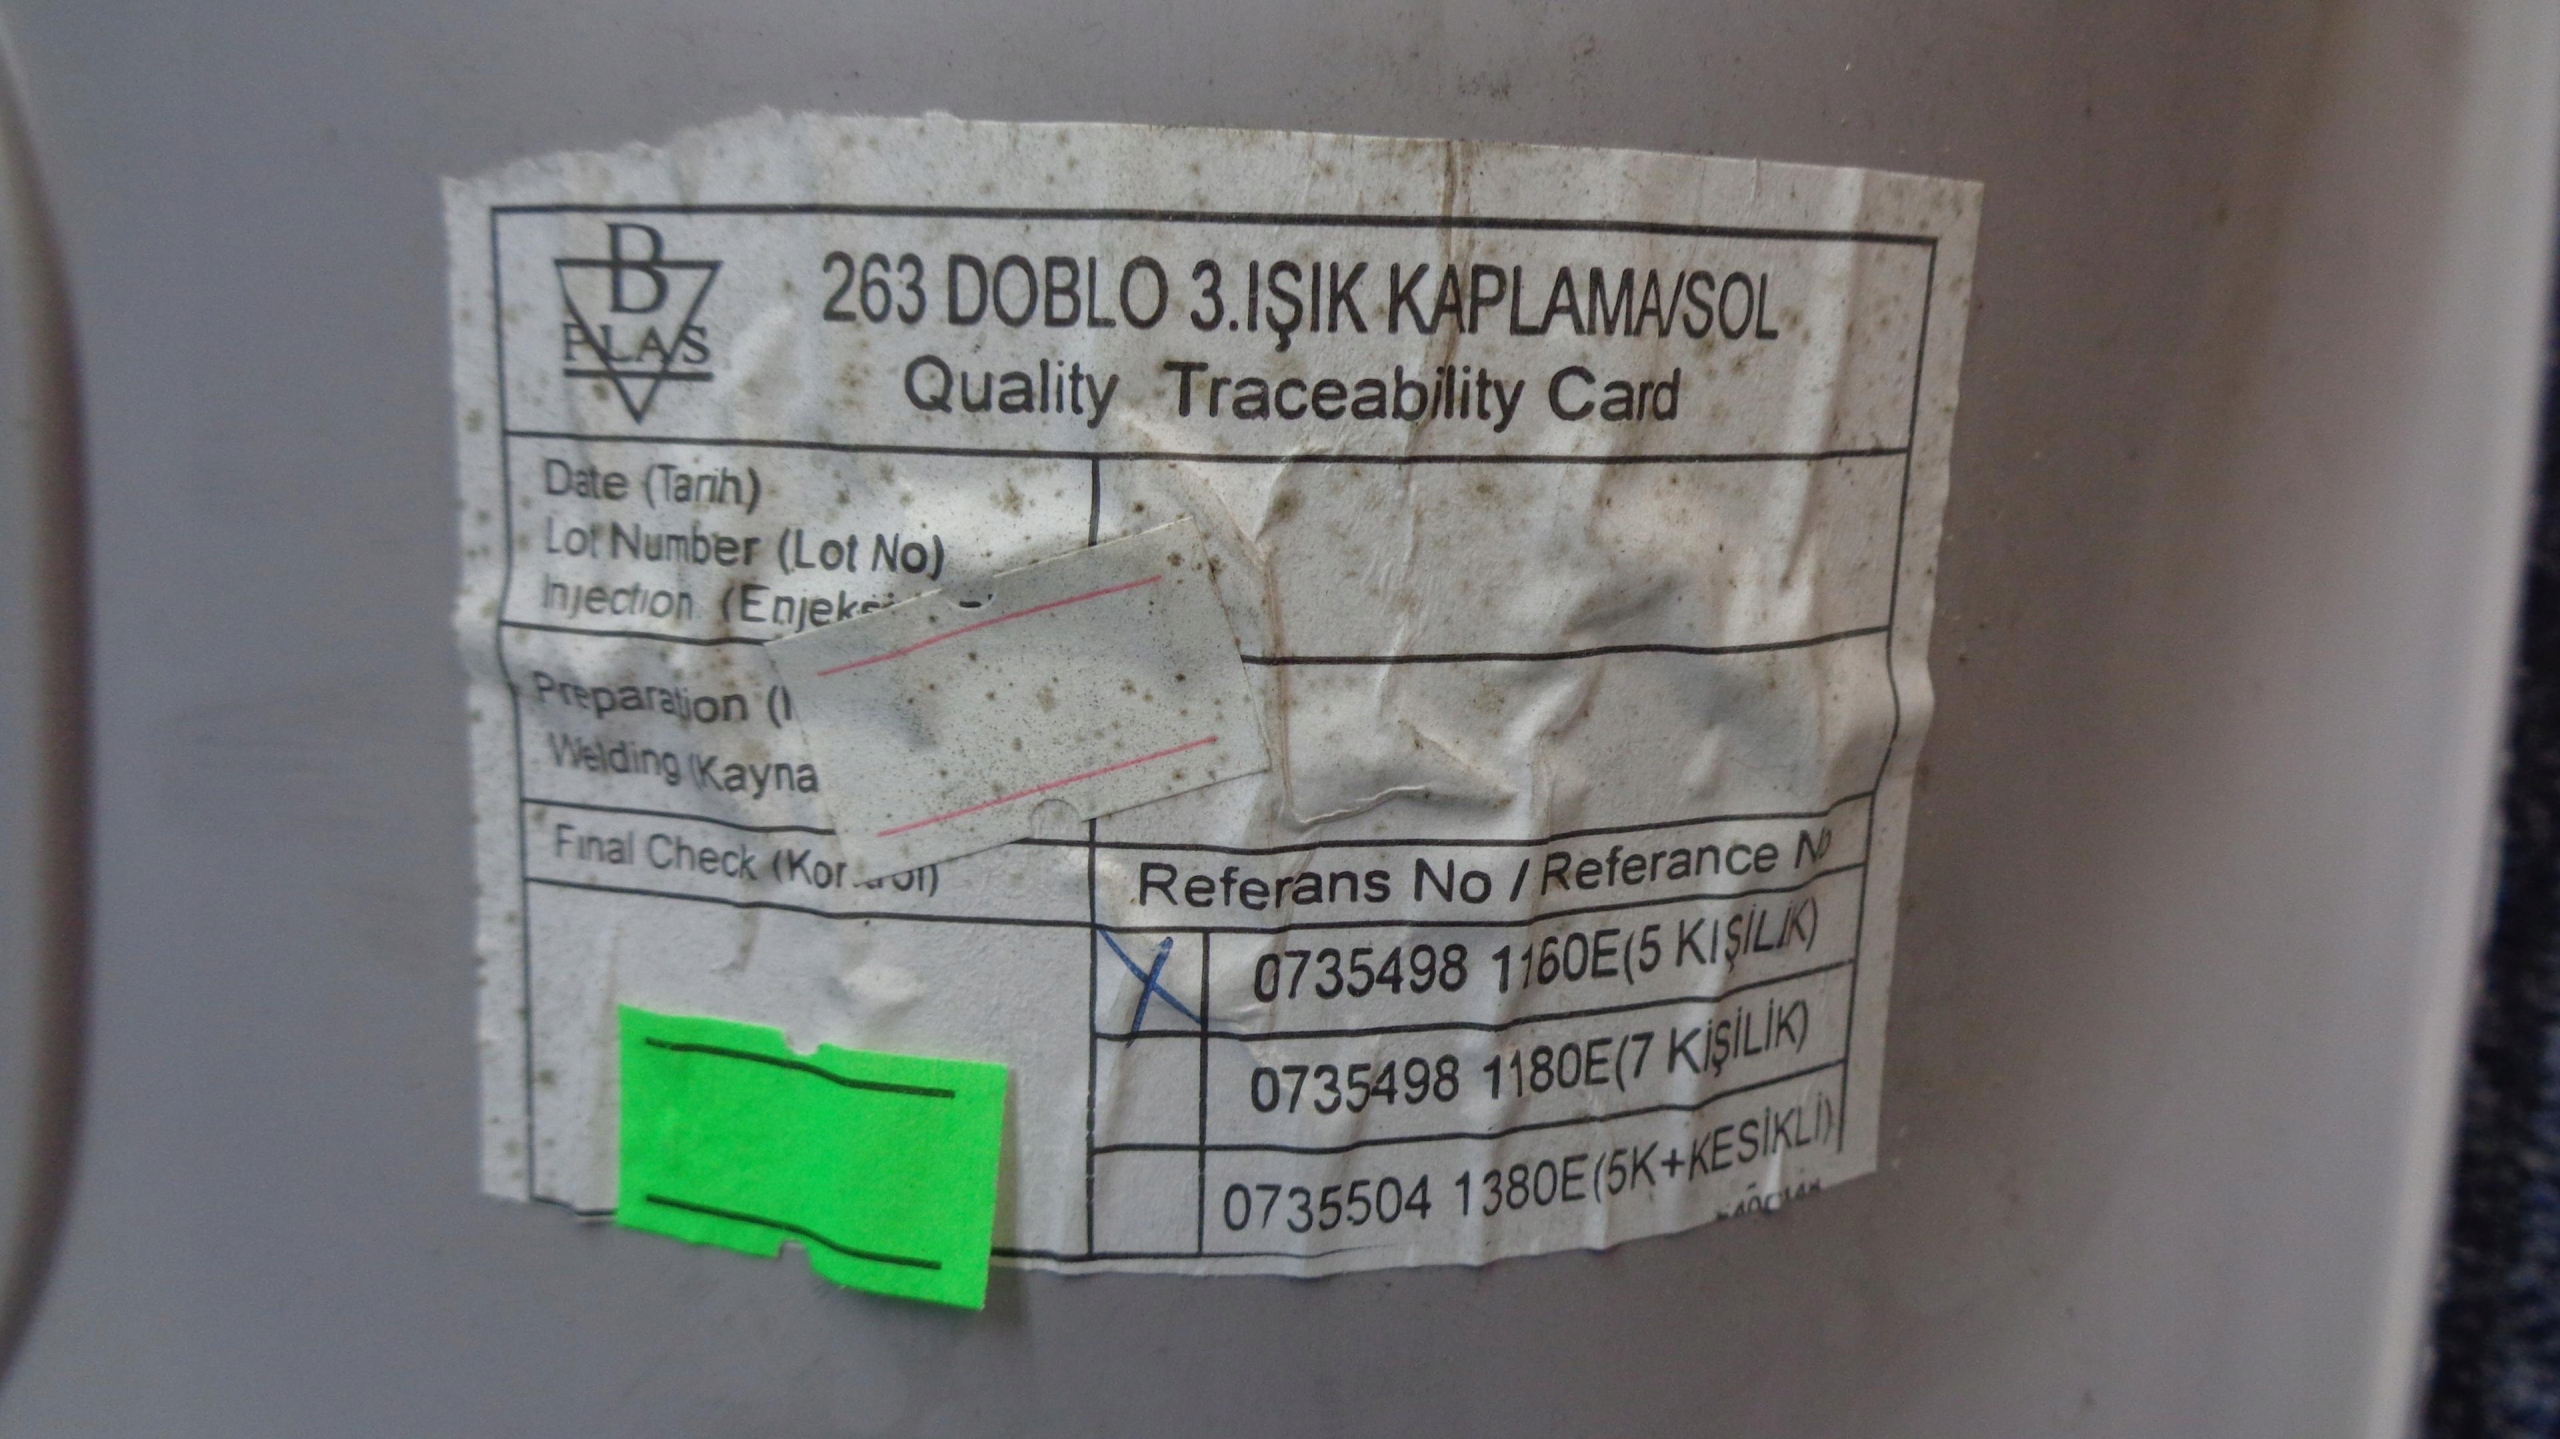 B
PLAS
263 DOBLO 3.IŞIK KAPLAMA/SOL
Quality Traceability Card
Date (Tarih)
Lot Number (Lot No)
Injection
Preparation
Welding
Final Check
Referans No / Referance No
X 0735498 1160E(5 KIŞİLİK)
0735498 1180E(7 KİŞİLİK)
0735504 1380E(5K+KESİKLİ)